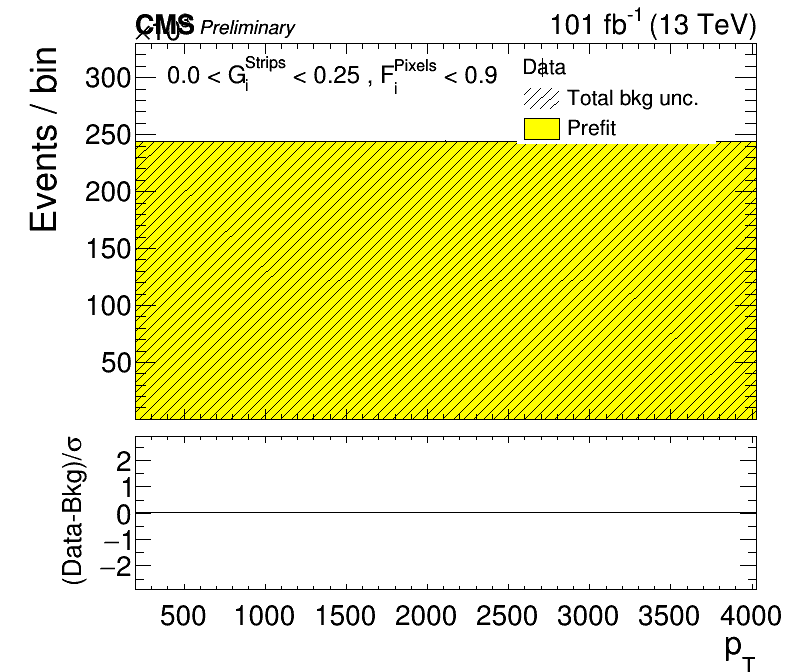 CMS Preliminary 101 fb⁻¹ (13 TeV)
0.0 < G_i^Strips < 0.25 , F_i^Pixels < 0.9
Data
Total bkg unc.
Prefit
Events / bin
300
250
200
150
100
50
(Data-Bkg)/σ
2
1
0
−1
−2
500 1000 1500 2000 2500 3000 3500 4000
p_T